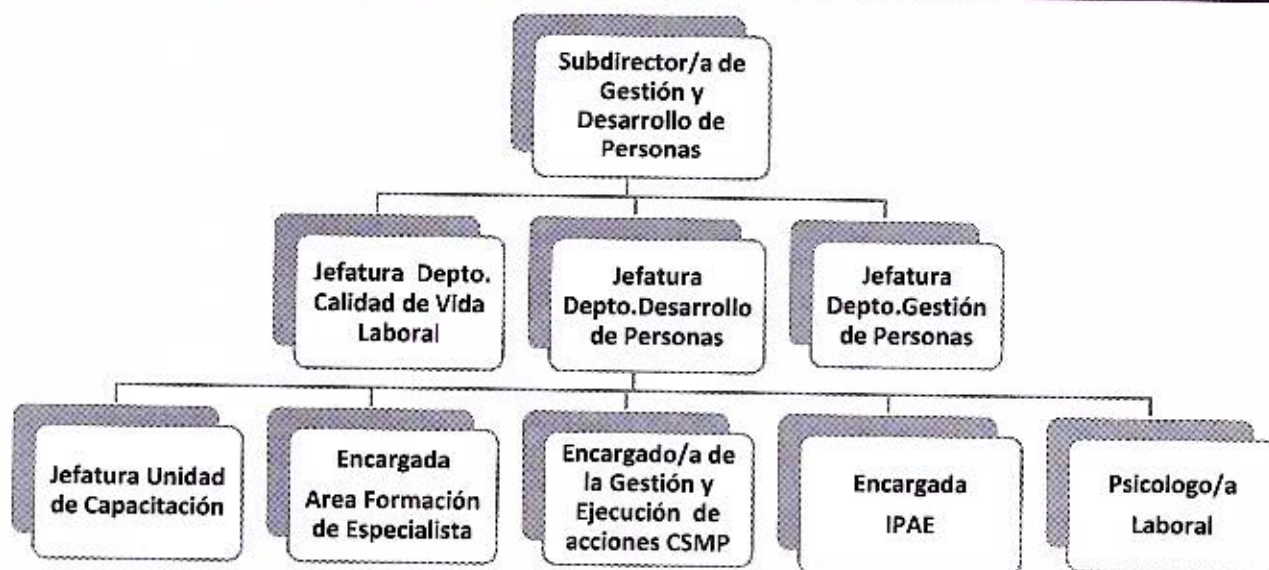 Subdirector/a de
Gestión y
Desarrollo de
Personas
Jefatura Depto.
Calidad de Vida
Laboral
Jefatura
Depto.Desarrollo
de Personas
Jefatura
Depto.Gestión
de Personas
Jefatura Unidad
de Capacitación
Encargada
Area Formación
de Especialista
Encargado/a de
la Gestión y
Ejecución de
acciones CSMP
Encargada
IPAE
Psicologo/a
Laboral